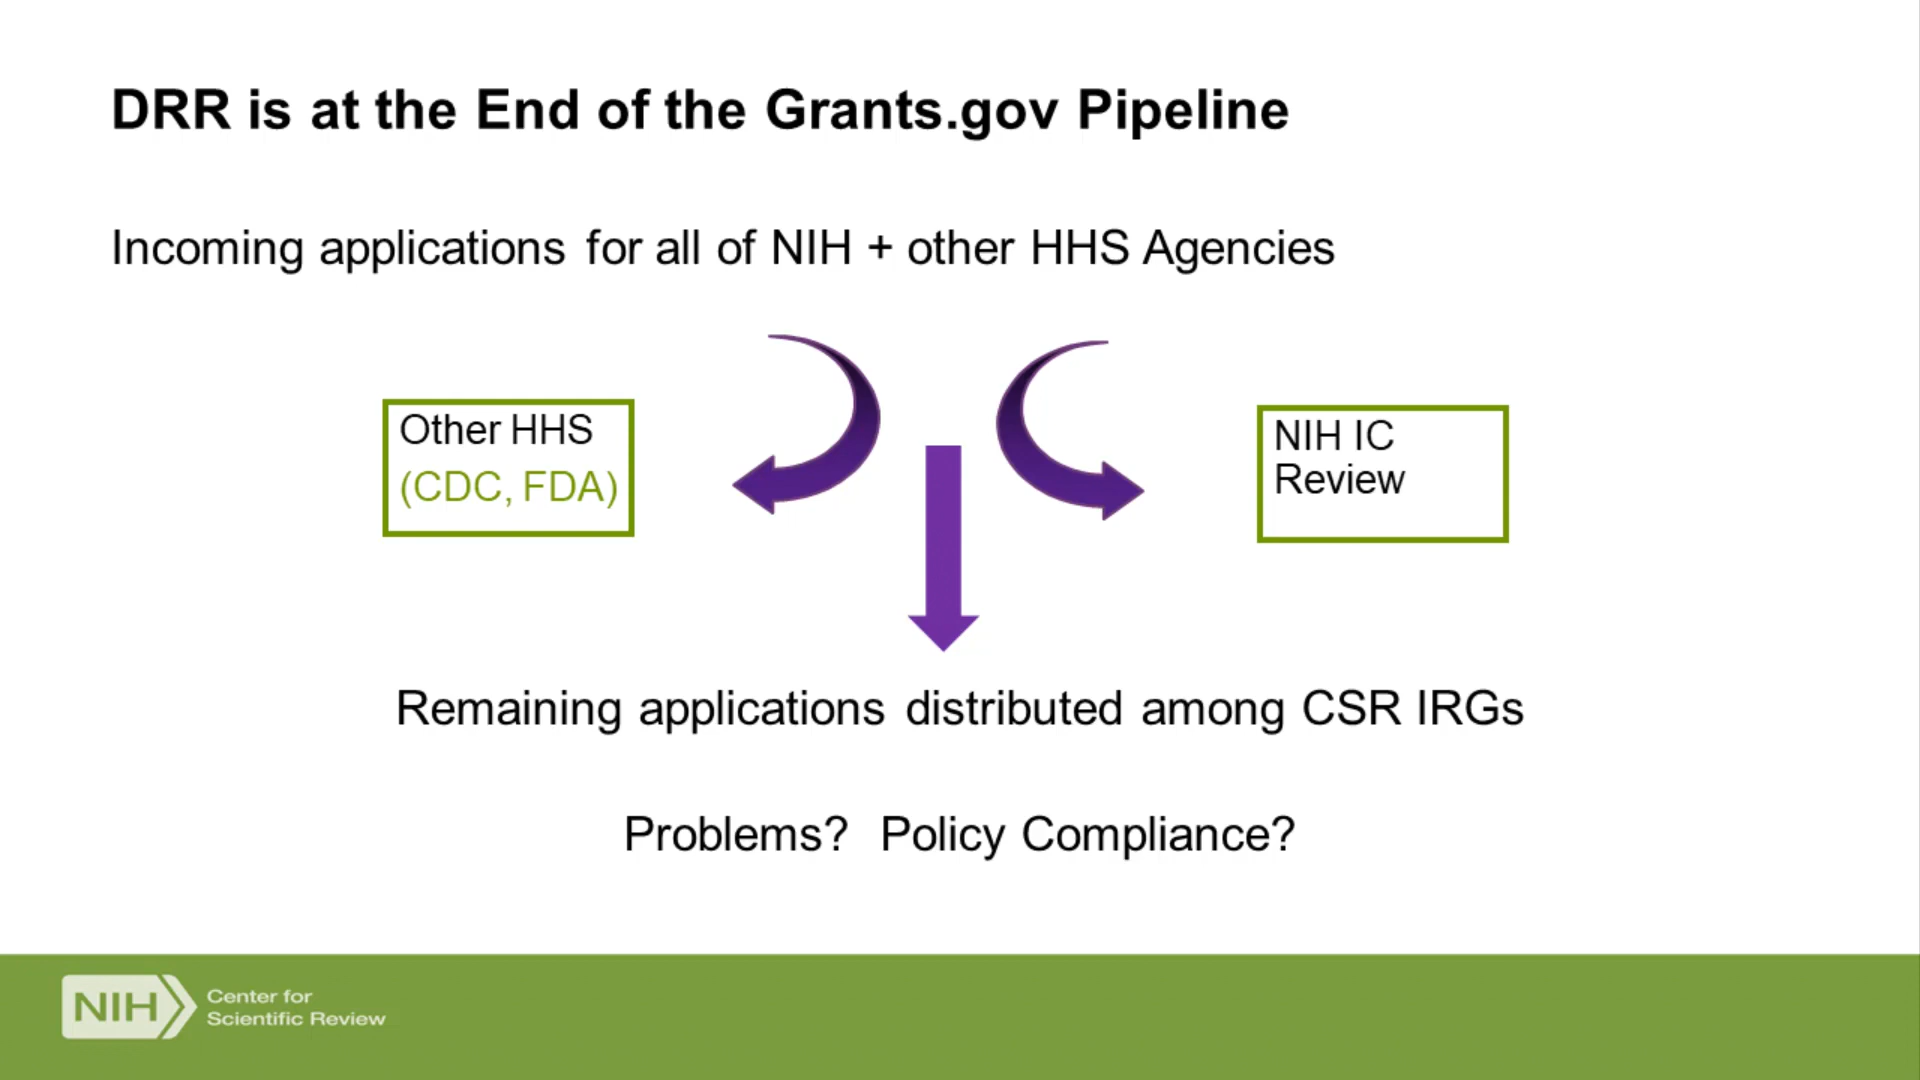 DRR is at the End of the Grants.gov Pipeline
Incoming applications for all of NIH + other HHS Agencies
Other HHS
(CDC, FDA)
NIH IC
Review
Remaining applications distributed among CSR IRGs
Problems? Policy Compliance?
NIH
Center for
Scientific Review